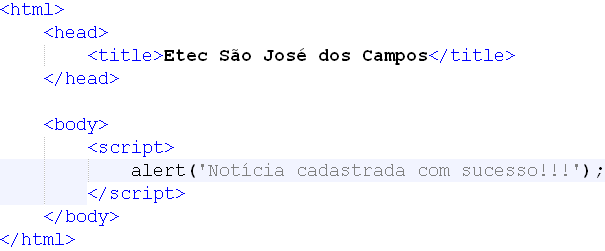 <html>
<head>
<title>Etec São José dos Campos</title>
</head>
<body>
<script>
alert('Notícia cadastrada com sucesso!!!');
</script>
</body>
</html>